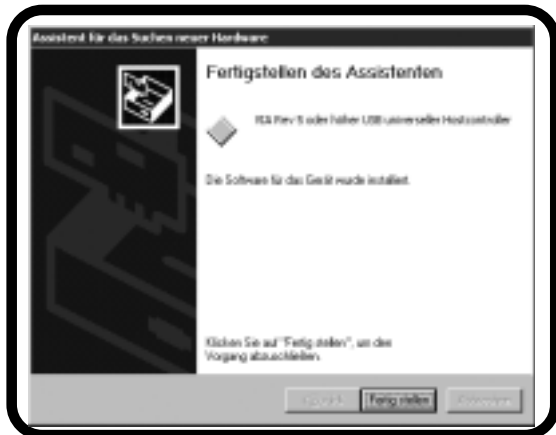 Assistent für das Suchen neuer Hardware
Fertigstellen des Assistenten
VIA Rev 5 oder höher USB universeller Hostcontroller
Die Software für das Gerät wurde installiert.
Klicken Sie auf "Fertig stellen", um den
Vorgang abzuschließen.
Fertig stellen